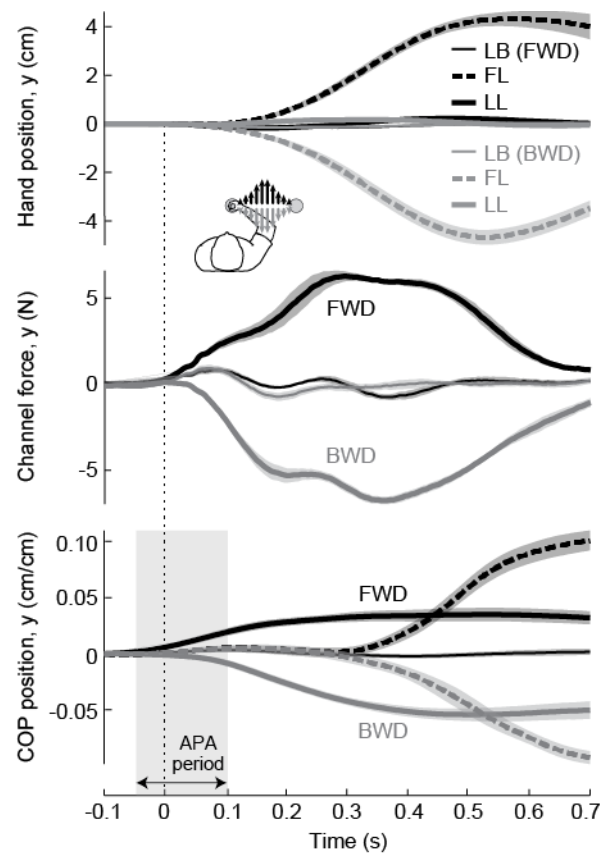 Hand position, y (cm)
4
2
0
-2
-4
LB (FWD)
FL
LL
LB (BWD)
FL
LL
Channel force, y (N)
5
0
-5
FWD
BWD
COP position, y (cm/cm)
0.10
0.05
0
-0.05
FWD
BWD
APA
period
-0.1 0 0.1 0.2 0.3 0.4 0.5 0.6 0.7
Time (s)